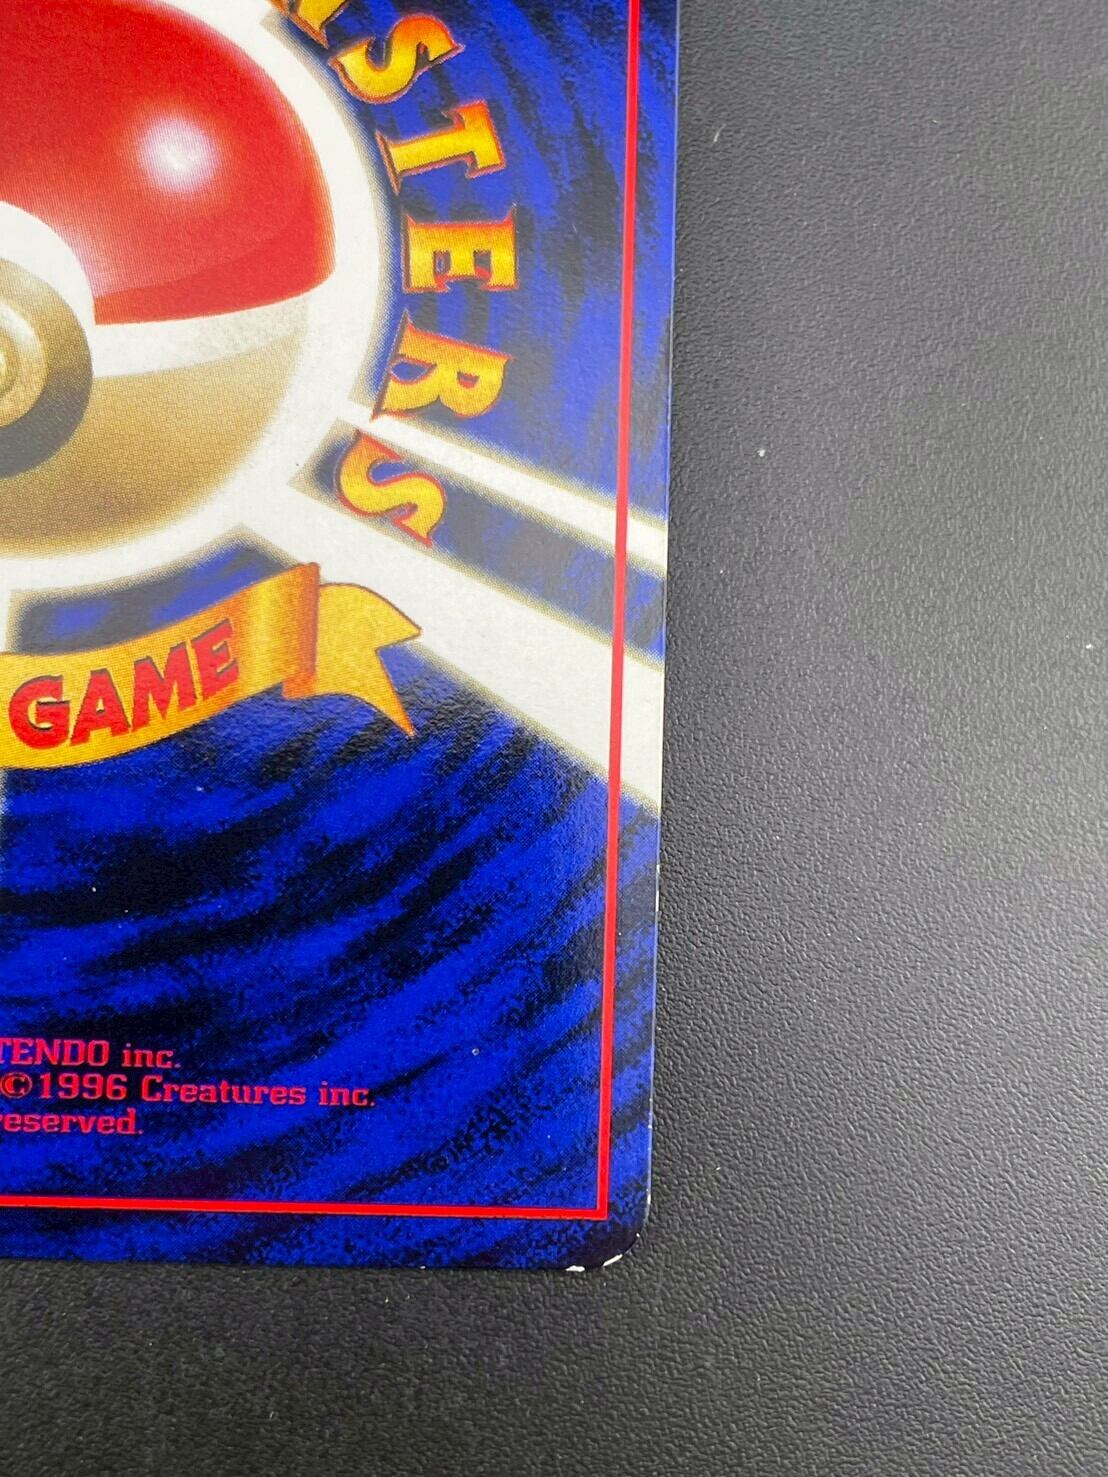 STERS
GAME
TENDO inc.
©1996 Creatures inc.
reserved.